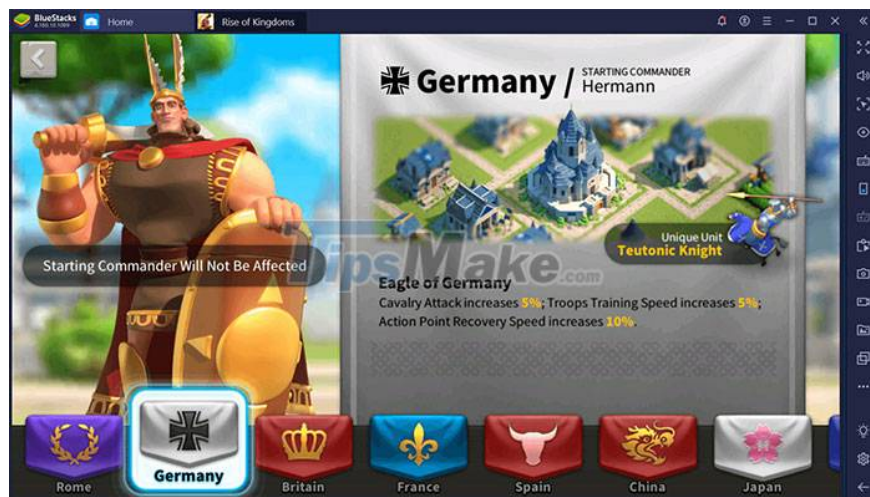 BlueStacks
Home
Rise of Kingdoms
Germany / STARTING COMMANDER
Hermann
Unique Unit
Teutonic Knight
Starting Commander Will Not Be Affected
TipsMake.com
Eagle of Germany
Cavalry Attack increases 5%; Troops Training Speed increases 5%;
Action Point Recovery Speed increases 10%.
Rome
Germany
Britain
France
Spain
China
Japan